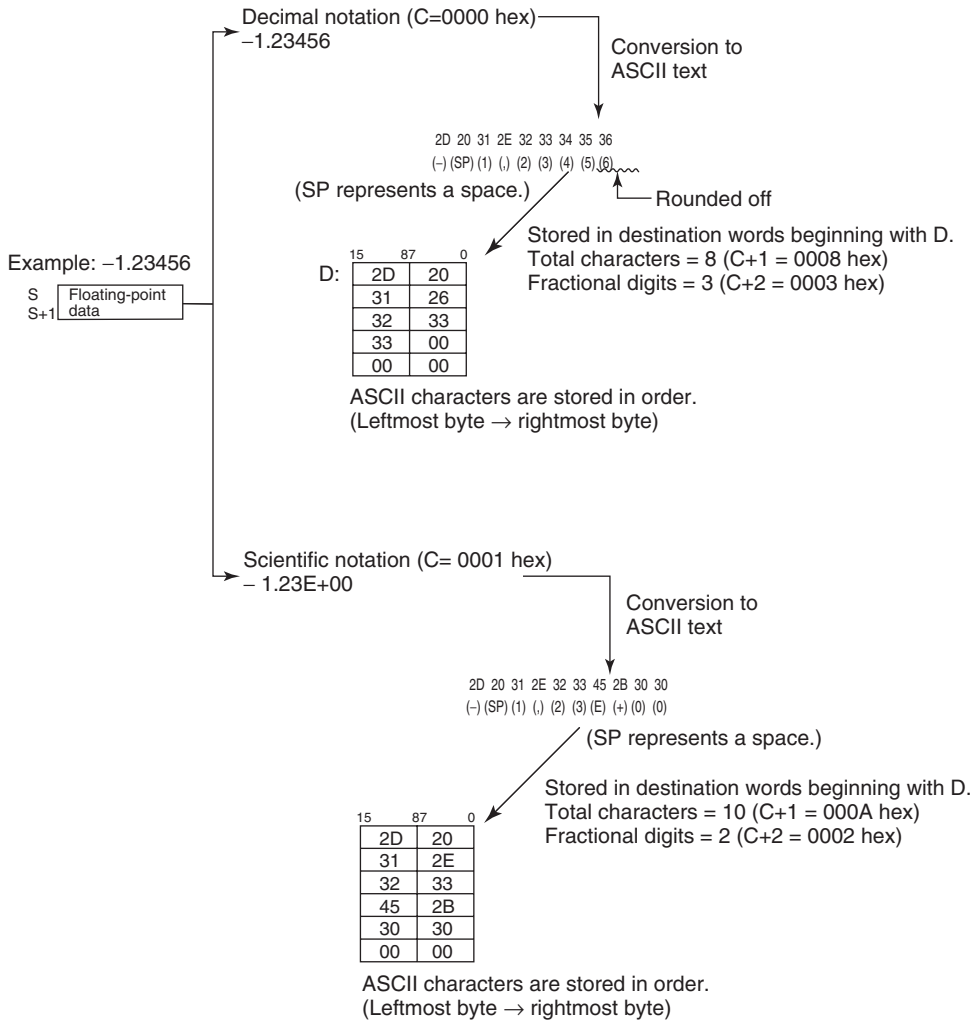 Decimal notation (C=0000 hex)
−1.23456
Conversion to
ASCII text
2D 20 31 2E 32 33 34 35 36
(−) (SP) (1) (,) (2) (3) (4) (5) (6)
(SP represents a space.)
Rounded off
Stored in destination words beginning with D.
Total characters = 8 (C+1 = 0008 hex)
Fractional digits = 3 (C+2 = 0003 hex)
Example: −1.23456
S
S+1
Floating-point
data
15 87 0
D:
2D 20
31 26
32 33
33 00
00 00
ASCII characters are stored in order.
(Leftmost byte → rightmost byte)
Scientific notation (C= 0001 hex)
− 1.23E+00
Conversion to
ASCII text
2D 20 31 2E 32 33 45 2B 30 30
(−) (SP) (1) (,) (2) (3) (E) (+) (0) (0)
(SP represents a space.)
Stored in destination words beginning with D.
Total characters = 10 (C+1 = 000A hex)
Fractional digits = 2 (C+2 = 0002 hex)
15 87 0
2D 20
31 2E
32 33
45 2B
30 30
00 00
ASCII characters are stored in order.
(Leftmost byte → rightmost byte)